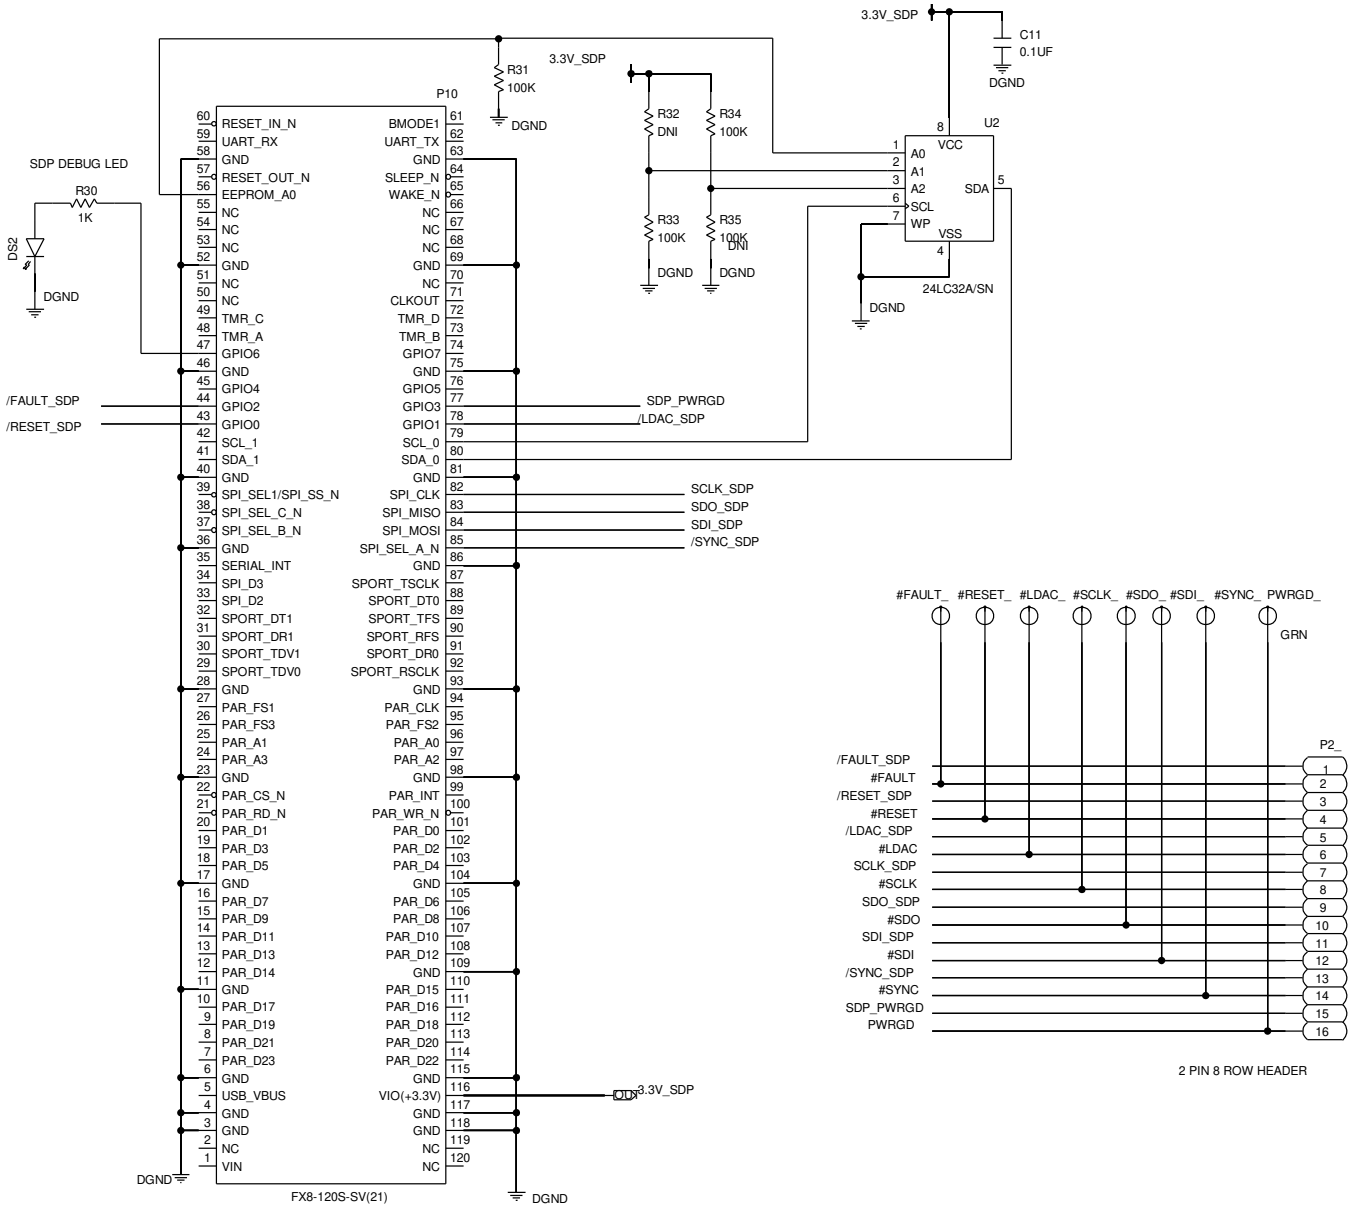 3.3V_SDP
C11
0.1UF
DGND
3.3V_SDP
R31
100K
DGND
R32
DNI
R34
100K
R33
100K
R35
100K
DNI
DGND
DGND
U2
8
VCC
1 A0
2 A1
3 A2
6 SCL
7 WP
SDA 5
VSS
4
24LC32A/SN
DGND
SDP DEBUG LED
R30
1K
DS2
DGND
/FAULT_SDP
/RESET_SDP
P10
60 RESET_IN_N BMODE1 61
59 UART_RX UART_TX 62
58 GND GND 63
57 RESET_OUT_N SLEEP_N 64
56 EEPROM_A0 WAKE_N 65
55 NC NC 66
54 NC NC 67
53 NC NC 68
52 GND GND 69
51 NC NC 70
50 NC CLKOUT 71
49 TMR_C TMR_D 72
48 TMR_A TMR_B 73
47 GPIO6 GPIO7 74
46 GND GND 75
45 GPIO4 GPIO5 76
44 GPIO2 GPIO3 77 SDP_PWRGD
43 GPIO0 GPIO1 78 /LDAC_SDP
42 SCL_1 SCL_0 79
41 SDA_1 SDA_0 80
40 GND GND 81
39 SPI_SEL1/SPI_SS_N SPI_CLK 82 SCLK_SDP
38 SPI_SEL_C_N SPI_MISO 83 SDO_SDP
37 SPI_SEL_B_N SPI_MOSI 84 SDI_SDP
36 GND SPI_SEL_A_N 85 /SYNC_SDP
35 SERIAL_INT GND 86
34 SPI_D3 SPORT_TSCLK 87
33 SPI_D2 SPORT_DT0 88
32 SPORT_DT1 SPORT_TFS 89
31 SPORT_DR1 SPORT_RFS 90
30 SPORT_TDV1 SPORT_DR0 91
29 SPORT_TDV0 SPORT_RSCLK 92
28 GND GND 93
27 PAR_FS1 PAR_CLK 94
26 PAR_FS3 PAR_FS2 95
25 PAR_A1 PAR_A0 96
24 PAR_A3 PAR_A2 97
23 GND GND 98
22 PAR_CS_N PAR_INT 99
21 PAR_RD_N PAR_WR_N 100
20 PAR_D1 PAR_D0 101
19 PAR_D3 PAR_D2 102
18 PAR_D5 PAR_D4 103
17 GND GND 104
16 PAR_D7 PAR_D6 105
15 PAR_D9 PAR_D8 106
14 PAR_D11 PAR_D10 107
13 PAR_D13 PAR_D12 108
12 PAR_D14 GND 109
11 GND PAR_D15 110
10 PAR_D17 PAR_D16 111
9 PAR_D19 PAR_D18 112
8 PAR_D21 PAR_D20 113
7 PAR_D23 PAR_D22 114
6 GND GND 115
5 USB_VBUS VIO(+3.3V) 116 OUT 3.3V_SDP
4 GND GND 117
3 GND GND 118
2 NC NC 119
1 VIN NC 120
DGND
DGND
FX8-120S-SV(21)
#FAULT_ #RESET_ #LDAC_ #SCLK_ #SDO_ #SDI_ #SYNC_ PWRGD_
GRN
P2_
/FAULT_SDP 1
#FAULT 2
/RESET_SDP 3
#RESET 4
/LDAC_SDP 5
#LDAC 6
SCLK_SDP 7
#SCLK 8
SDO_SDP 9
#SDO 10
SDI_SDP 11
#SDI 12
/SYNC_SDP 13
#SYNC 14
SDP_PWRGD 15
PWRGD 16
2 PIN 8 ROW HEADER